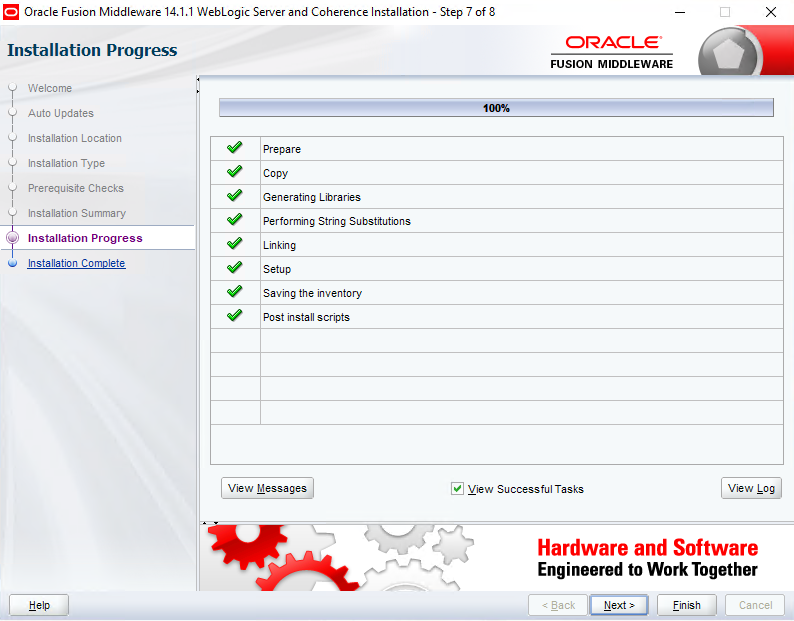 Oracle Fusion Middleware 14.1.1 WebLogic Server and Coherence Installation - Step 7 of 8
Installation Progress
ORACLE
FUSION MIDDLEWARE
Welcome
Auto Updates
Installation Location
Installation Type
Prerequisite Checks
Installation Summary
Installation Progress
Installation Complete
100%
Prepare
Copy
Generating Libraries
Performing String Substitutions
Linking
Setup
Saving the inventory
Post install scripts
View Messages
View Successful Tasks
View Log
Hardware and Software
Engineered to Work Together
Help
< Back
Next >
Finish
Cancel